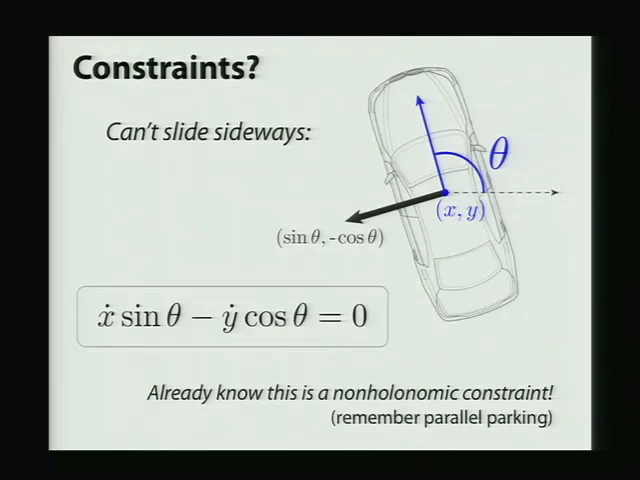 Constraints?
Can't slide sideways:
θ
(x, y)
(sin θ, -cos θ)
ẋ sin θ − ẏ cos θ = 0
Already know this is a nonholonomic constraint!
(remember parallel parking)